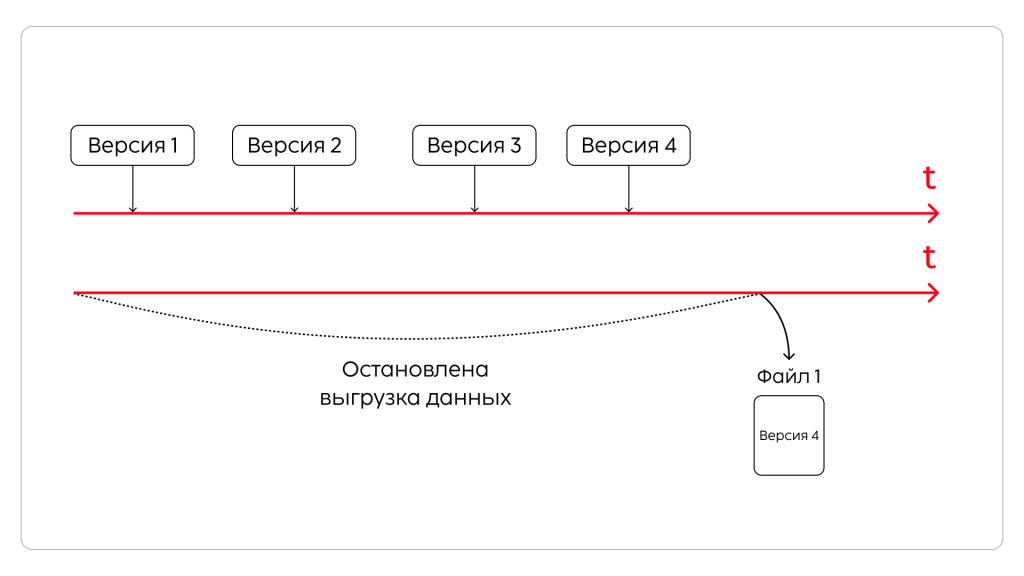 Версия 1
Версия 2
Версия 3
Версия 4
t
t
Остановлена
выгрузка данных
Файл 1
Версия 4